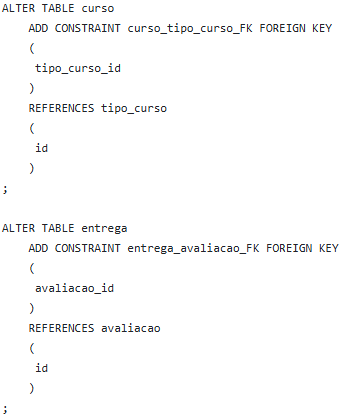 ALTER TABLE curso
    ADD CONSTRAINT curso_tipo_curso_FK FOREIGN KEY
    (
     tipo_curso_id
    )
    REFERENCES tipo_curso
    (
     id
    )
;

ALTER TABLE entrega
    ADD CONSTRAINT entrega_avaliacao_FK FOREIGN KEY
    (
     avaliacao_id
    )
    REFERENCES avaliacao
    (
     id
    )
;